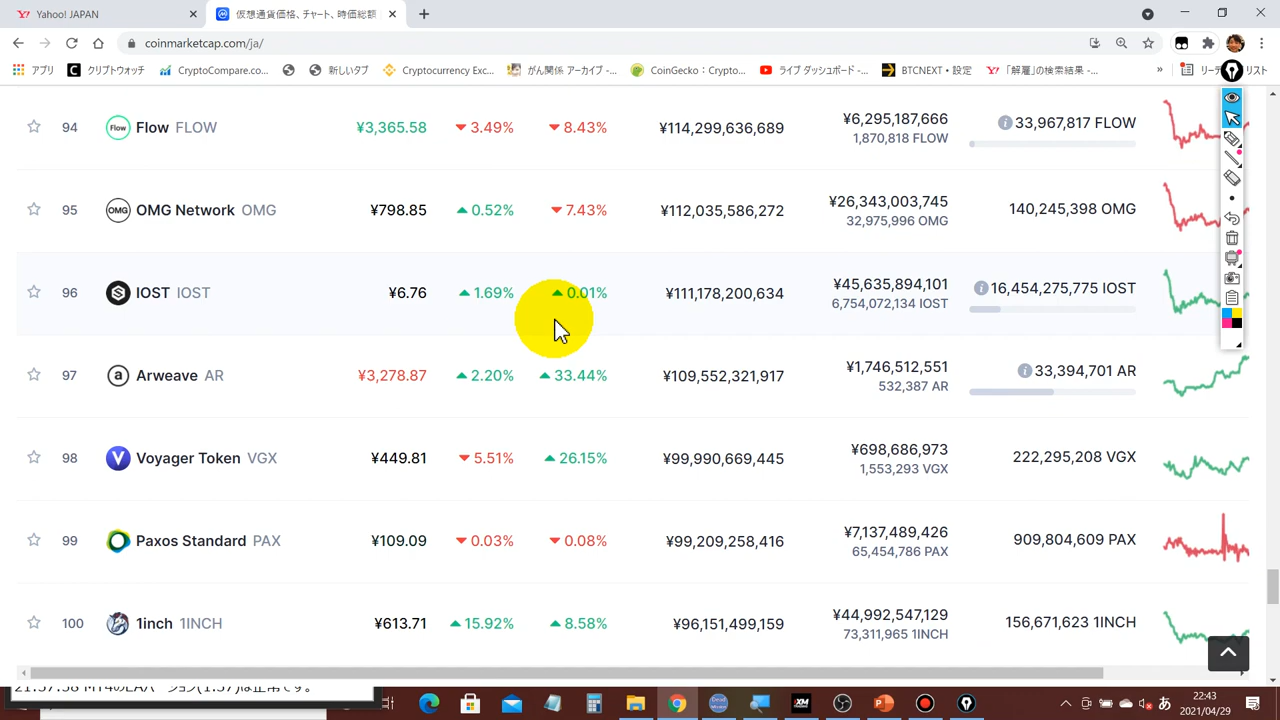 Yahoo! JAPAN
仮想通貨価格、チャート、時価総額
coinmarketcap.com/ja/
アプリ
クリプトウォッチ
CryptoCompare.co...
新しいタブ
Cryptocurrency Exc...
がん関係 アーカイブ -...
CoinGecko : Crypto...
ライブ ダッシュボード -...
BTCNEXT • 設定
「解雇」の検索結果 -...
»
リスト
94 Flow FLOW ¥3,365.58 3.49% 8.43% ¥114,299,636,689 ¥6,295,187,666 33,967,817 FLOW
1,870,818 FLOW
95 OMG Network OMG ¥798.85 0.52% 7.43% ¥112,035,586,272 ¥26,343,003,745 140,245,398 OMG
32,975,996 OMG
96 IOST IOST ¥6.76 1.69% 0.01% ¥111,178,200,634 ¥45,635,894,101 16,454,275,775 IOST
6,754,072,134 IOST
97 Arweave AR ¥3,278.87 2.20% 33.44% ¥109,552,321,917 ¥1,746,512,551 33,394,701 AR
532,387 AR
98 Voyager Token VGX ¥449.81 5.51% 26.15% ¥99,990,669,445 ¥698,686,973 222,295,208 VGX
1,553,293 VGX
99 Paxos Standard PAX ¥109.09 0.03% 0.08% ¥99,209,258,416 ¥7,137,489,426 909,804,609 PAX
65,454,786 PAX
100 1inch 1INCH ¥613.71 15.92% 8.58% ¥96,151,499,159 ¥44,992,547,129 156,671,623 1INCH
73,311,965 1INCH
22:43
2021/04/29